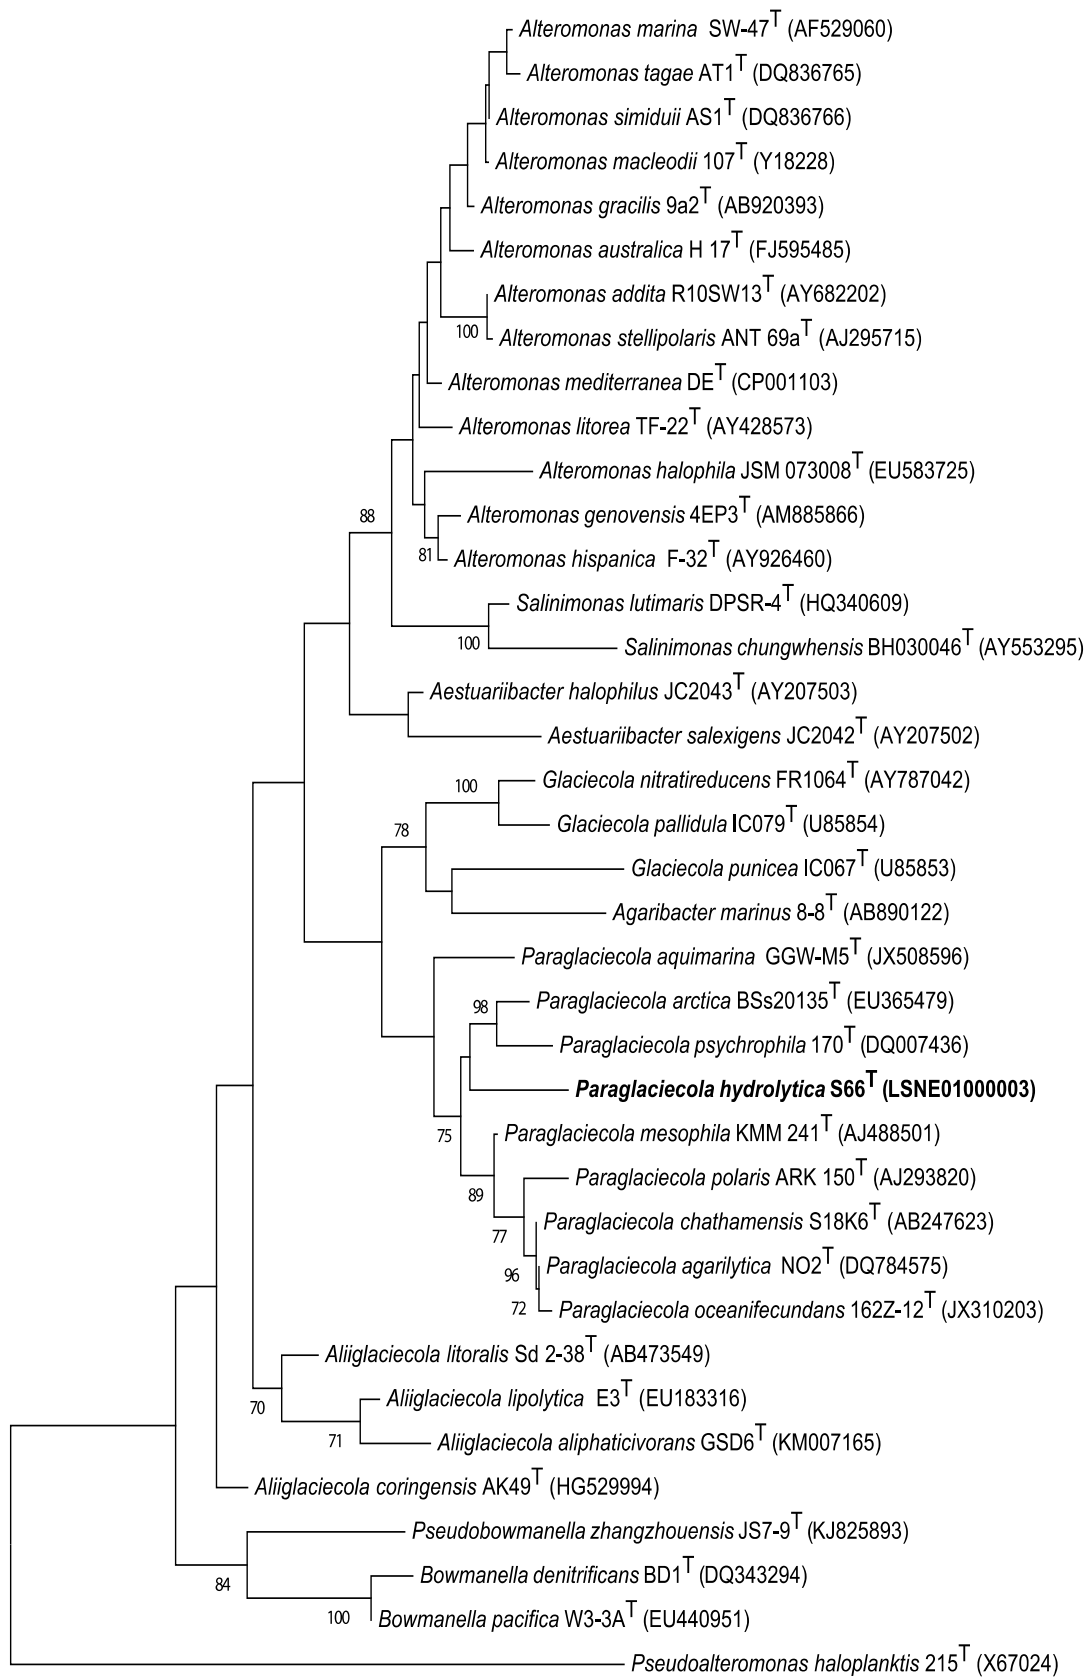 Alteromonas marina SW-47T (AF529060)
Alteromonas tagae AT1T (DQ836765)
Alteromonas simiduii AS1T (DQ836766)
Alteromonas macleodii 107T (Y18228)
Alteromonas gracilis 9a2T (AB920393)
Alteromonas australica H 17T (FJ595485)
Alteromonas addita R10SW13T (AY682202)
100
Alteromonas stellipolaris ANT 69aT (AJ295715)
Alteromonas mediterranea DET (CP001103)
Alteromonas litorea TF-22T (AY428573)
Alteromonas halophila JSM 073008T (EU583725)
88
Alteromonas genovensis 4EP3T (AM885866)
81
Alteromonas hispanica F-32T (AY926460)
Salinimonas lutimaris DPSR-4T (HQ340609)
100
Salinimonas chungwhensis BH030046T (AY553295)
Aestuariibacter halophilus JC2043T (AY207503)
Aestuariibacter salexigens JC2042T (AY207502)
100
Glaciecola nitratireducens FR1064T (AY787042)
78
Glaciecola pallidula IC079T (U85854)
Glaciecola punicea IC067T (U85853)
Agaribacter marinus 8-8T (AB890122)
Paraglaciecola aquimarina GGW-M5T (JX508596)
98
Paraglaciecola arctica BSs20135T (EU365479)
Paraglaciecola psychrophila 170T (DQ007436)
Paraglaciecola hydrolytica S66T (LSNE01000003)
75
Paraglaciecola mesophila KMM 241T (AJ488501)
89
Paraglaciecola polaris ARK 150T (AJ293820)
77
Paraglaciecola chathamensis S18K6T (AB247623)
96
Paraglaciecola agarilytica NO2T (DQ784575)
72
Paraglaciecola oceanifecundans 162Z-12T (JX310203)
Aliiglaciecola litoralis Sd 2-38T (AB473549)
70
Aliiglaciecola lipolytica E3T (EU183316)
71
Aliiglaciecola aliphaticivorans GSD6T (KM007165)
Aliiglaciecola coringensis AK49T (HG529994)
Pseudobowmanella zhangzhouensis JS7-9T (KJ825893)
84
Bowmanella denitrificans BD1T (DQ343294)
100
Bowmanella pacifica W3-3AT (EU440951)
Pseudoalteromonas haloplanktis 215T (X67024)